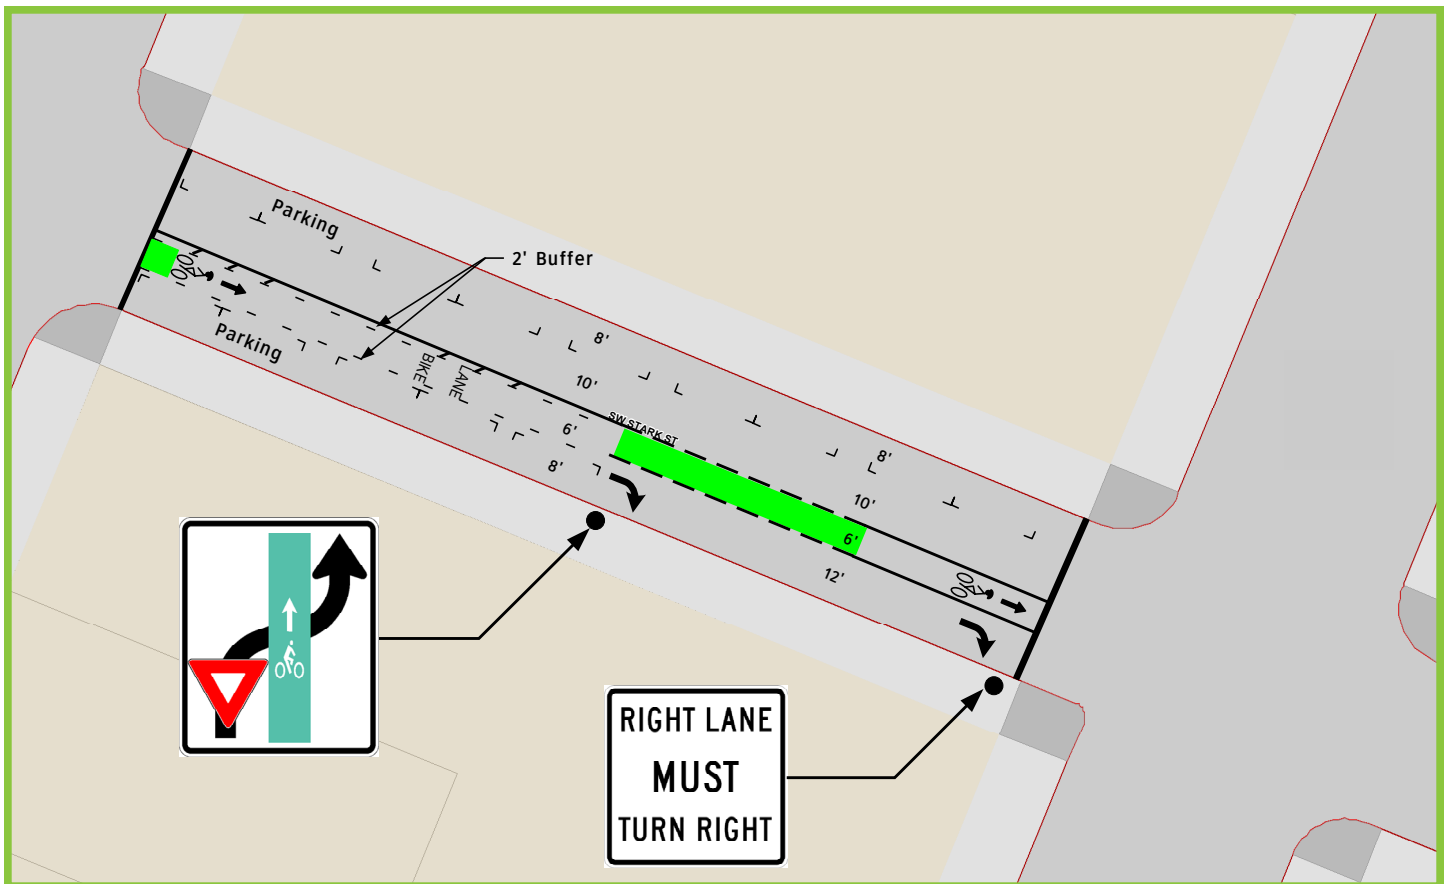 Parking
2' Buffer
Parking
8'
10'
BIKE
LANE
6'
SW STARK ST
8'
8'
10'
6'
12'
RIGHT LANE
MUST
TURN RIGHT